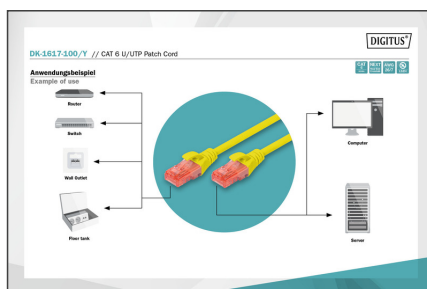 DIGITUS®
DK-1617-100/Y // CAT 6 U/UTP Patch Cord
Anwendungsbeispiel
Example of use
Router
Switch
Wall Outlet
Floor tank
Computer
Server
CAT